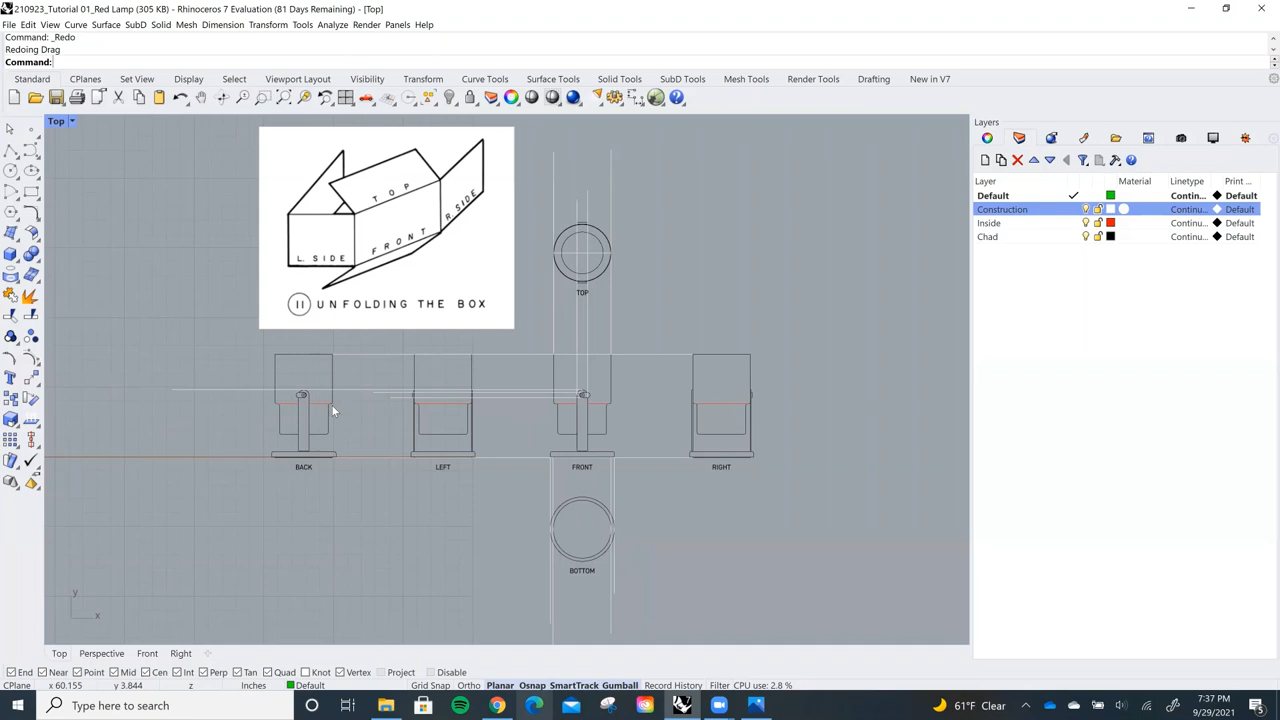 210923_Tutorial 01_Red Lamp (305 KB) - Rhinoceros 7 Evaluation (81 Days Remaining) - [Top]
File Edit View Curve Surface SubD Solid Mesh Dimension Transform Tools Analyze Render Panels Help
Command: _Redo
Redoing Drag
Command:
Standard CPlanes Set View Display Select Viewport Layout Visibility Transform Curve Tools Surface Tools Solid Tools SubD Tools Mesh Tools Render Tools Drafting New in V7
Top
Layers
Layer Material Linetype Print ...
Default Contin... Default
Construction Continu... Default
Inside Continu... Default
Chad Continu... Default
TOP
FRONT
R. SIDE
L. SIDE
11 UNFOLDING THE BOX
TOP
BACK LEFT FRONT RIGHT
BOTTOM
y
x
Top Perspective Front Right
End Near Point Mid Cen Int Perp Tan Quad Knot Vertex Project Disable
CPlane x 60.155 y 3.844 z Inches Default Grid Snap Ortho Planar Osnap SmartTrack Gumball Record History Filter CPU use: 2.8 %
Type here to search
61°F Clear
7:37 PM
9/29/2021
5